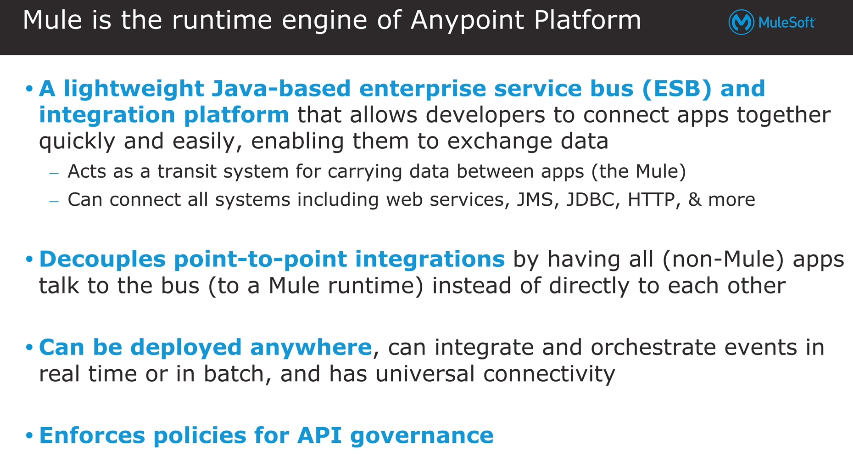 Mule is the runtime engine of Anypoint Platform
MuleSoft
• A lightweight Java-based enterprise service bus (ESB) and
integration platform that allows developers to connect apps together
quickly and easily, enabling them to exchange data
– Acts as a transit system for carrying data between apps (the Mule)
– Can connect all systems including web services, JMS, JDBC, HTTP, & more
• Decouples point-to-point integrations by having all (non-Mule) apps
talk to the bus (to a Mule runtime) instead of directly to each other
• Can be deployed anywhere, can integrate and orchestrate events in
real time or in batch, and has universal connectivity
• Enforces policies for API governance